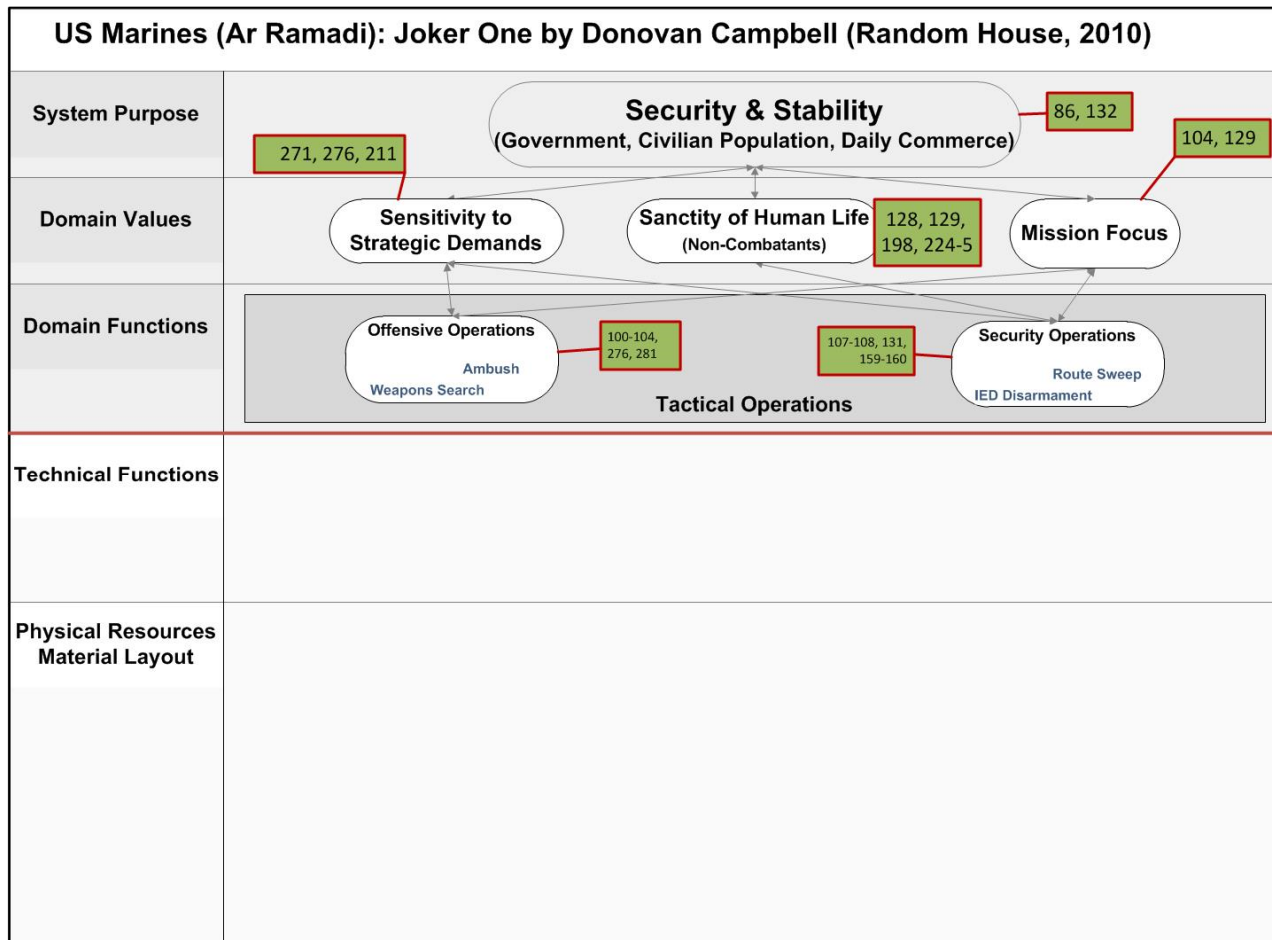 US Marines (Ar Ramadi): Joker One by Donovan Campbell (Random House, 2010)
System Purpose
Security & Stability
(Government, Civilian Population, Daily Commerce)
86, 132
271, 276, 211
104, 129
Domain Values
Sensitivity to
Strategic Demands
Sanctity of Human Life
(Non-Combatants)
128, 129,
198, 224-5
Mission Focus
Domain Functions
Offensive Operations
Ambush
Weapons Search
100-104,
276, 281
107-108, 131,
159-160
Security Operations
Route Sweep
IED Disarmament
Tactical Operations
Technical Functions
Physical Resources
Material Layout